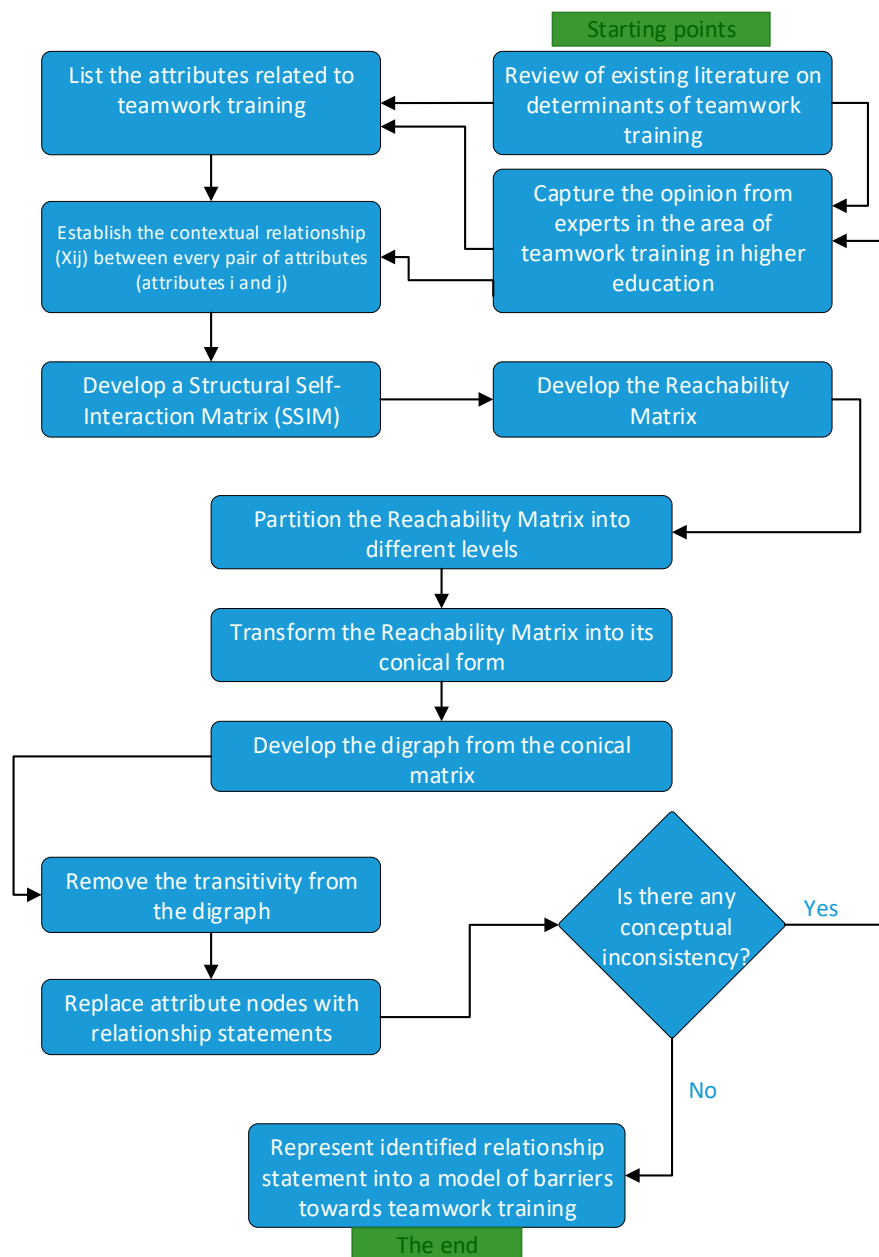 Starting points
List the attributes related to
teamwork training
Review of existing literature on
determinants of teamwork
training
Capture the opinion from
experts in the area of
teamwork training in higher
education
Establish the contextual relationship
(Xij) between every pair of attributes
(attributes i and j)
Develop a Structural Self-
Interaction Matrix (SSIM)
Develop the Reachability
Matrix
Partition the Reachability Matrix into
different levels
Transform the Reachability Matrix into its
conical form
Develop the digraph from the conical
matrix
Remove the transitivity from
the digraph
Replace attribute nodes with
relationship statements
Is there any
conceptual
inconsistency?
Yes
No
Represent identified relationship
statement into a model of barriers
towards teamwork training
The end